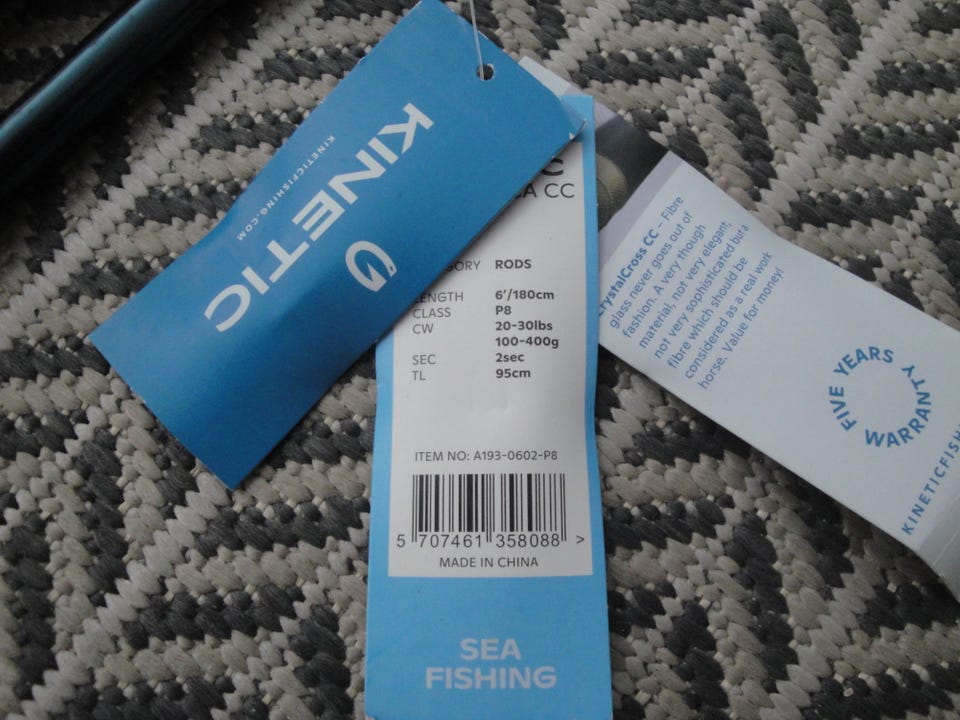 KINETIC
KINETICFISHING.COM
CA CC
RODS
LENGTH 6'/180cm
CLASS P8
CW 20-30lbs
100-400g
SEC 2sec
TL 95cm
ITEM NO: A193-0602-P8
5 707461 358088 >
MADE IN CHINA
SEA
FISHING
CrystalCross CC – Fibre
glass never goes out of
fashion. A very though
material, not very elegant,
not very sophisticated but a
fibre which should be
considered as a real work
horse. Value for money!
FIVE YEARS
WARRANTY
KINETICFISH